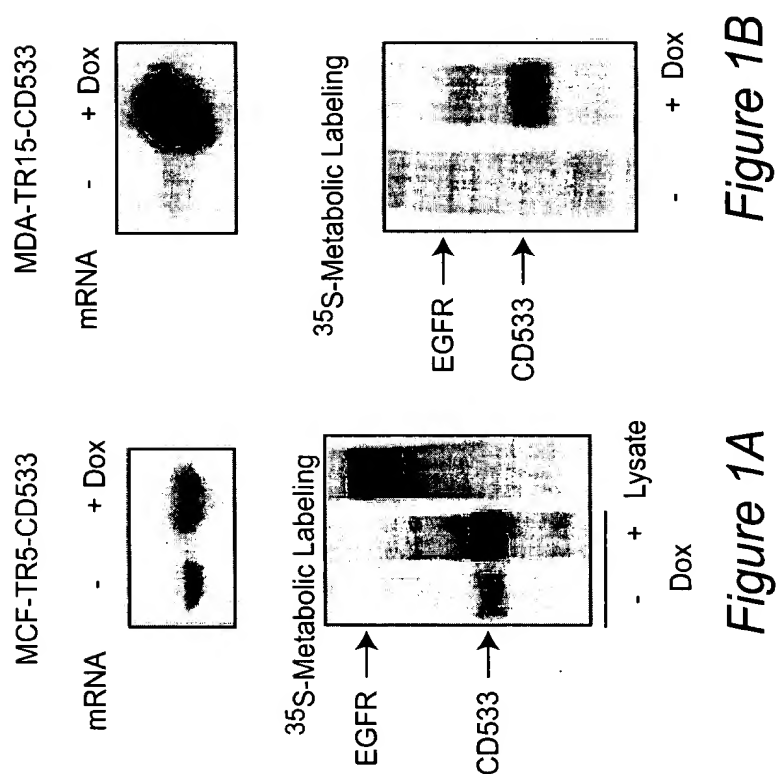 MCF-TR5-CD533
mRNA - + Dox
35S-Metabolic Labeling
EGFR
CD533
- + Lysate
Dox
Figure 1A
MDA-TR15-CD533
mRNA - + Dox
35S-Metabolic Labeling
EGFR
CD533
- + Dox
Figure 1B